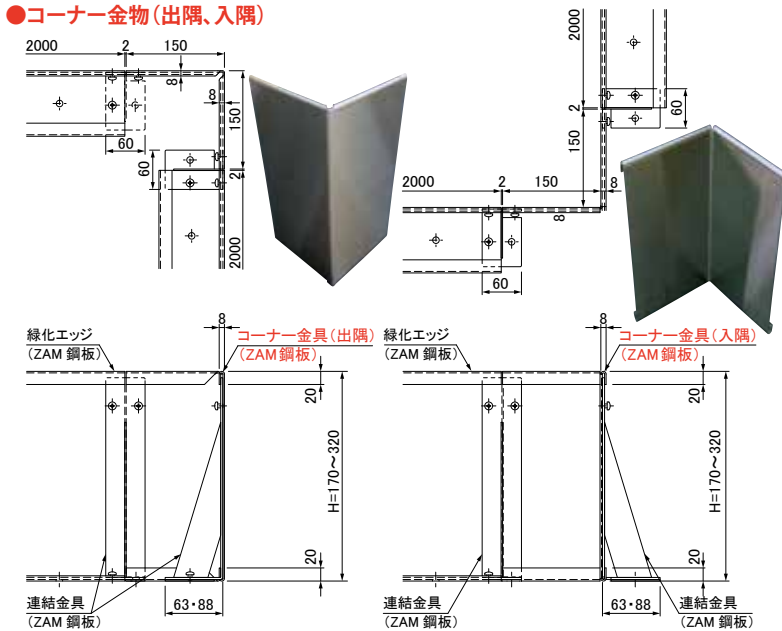 ●コーナー金物(出隅、入隅)
2000 2 150
8
8
150
60
60
2
2000
2000
2
60
150
2000 2 150
8
8
60
8
緑化エッジ
(ZAM 鋼板)
コーナー金具(出隅)
(ZAM 鋼板)
20
H=170～320
20
連結金具
(ZAM 鋼板)
63・88
8
緑化エッジ
(ZAM 鋼板)
コーナー金具(入隅)
(ZAM 鋼板)
20
H=170～320
20
連結金具
(ZAM 鋼板)
63・88
連結金具
(ZAM 鋼板)